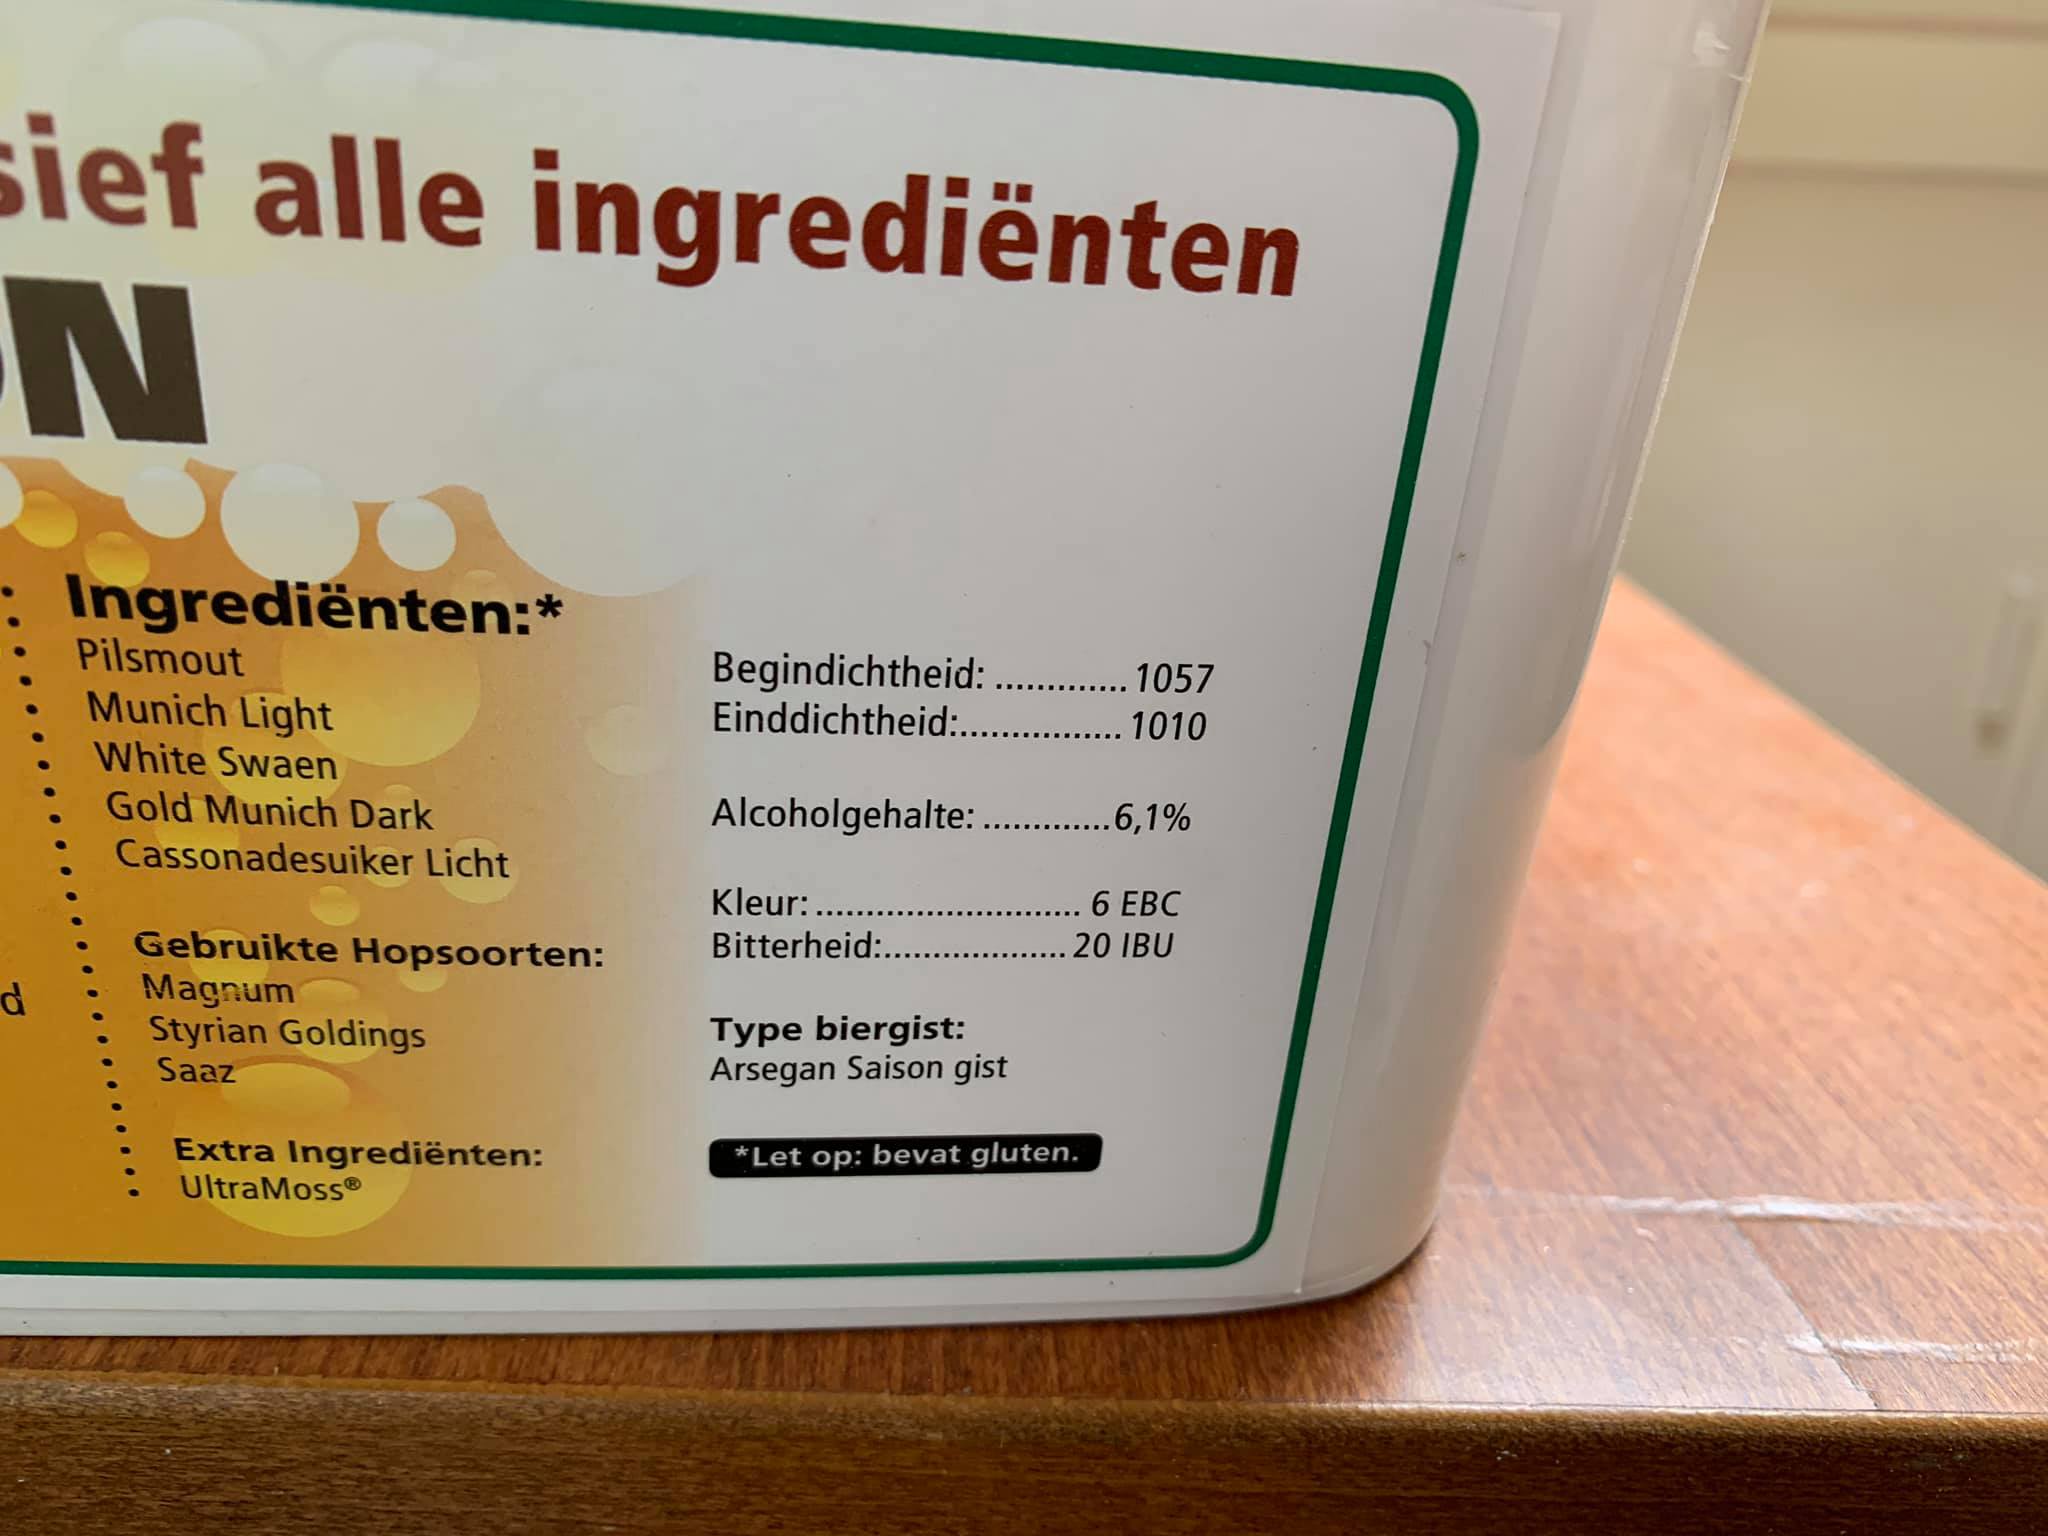 sief alle ingrediënten
ON
Ingrediënten:*
Pilsmout
Munich Light
White Swaen
Gold Munich Dark
Cassonadesuiker Licht
Gebruikte Hopsoorten:
Magnum
Styrian Goldings
Saaz
Extra Ingrediënten:
UltraMoss®
d
Begindichtheid: ............. 1057
Einddichtheid:................ 1010
Alcoholgehalte: .............6,1%
Kleur: .......................... 6 EBC
Bitterheid:.................. 20 IBU
Type biergist:
Arsegan Saison gist
*Let op: bevat gluten.